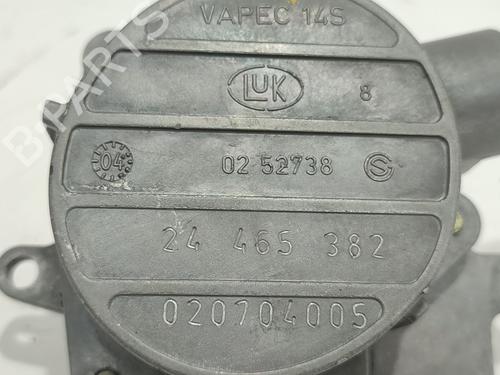 VAPEC 14S
LUK 8
04 02 52738
24 465 382
020704005
B-PARTS